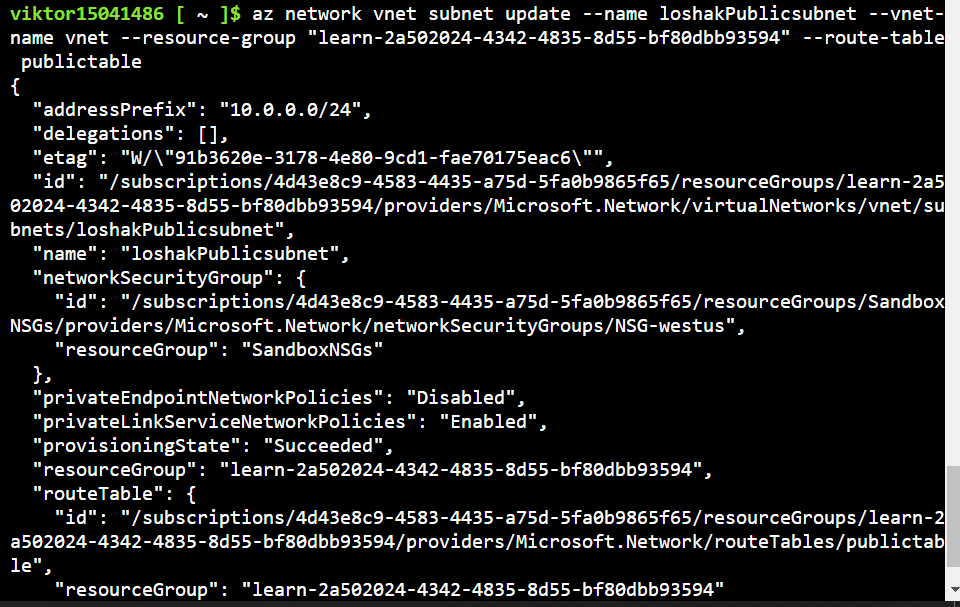 viktor15041486 [ ~ ]$ az network vnet subnet update --name loshakPublicsubnet --vnet-
name vnet --resource-group "learn-2a502024-4342-4835-8d55-bf80dbb93594" --route-table
 publictable
{
  "addressPrefix": "10.0.0.0/24",
  "delegations": [],
  "etag": "W/\"91b3620e-3178-4e80-9cd1-fae70175eac6\"",
  "id": "/subscriptions/4d43e8c9-4583-4435-a75d-5fa0b9865f65/resourceGroups/learn-2a5
02024-4342-4835-8d55-bf80dbb93594/providers/Microsoft.Network/virtualNetworks/vnet/su
bnets/loshakPublicsubnet",
  "name": "loshakPublicsubnet",
  "networkSecurityGroup": {
    "id": "/subscriptions/4d43e8c9-4583-4435-a75d-5fa0b9865f65/resourceGroups/Sandbox
NSGs/providers/Microsoft.Network/networkSecurityGroups/NSG-westus",
    "resourceGroup": "SandboxNSGs"
  },
  "privateEndpointNetworkPolicies": "Disabled",
  "privateLinkServiceNetworkPolicies": "Enabled",
  "provisioningState": "Succeeded",
  "resourceGroup": "learn-2a502024-4342-4835-8d55-bf80dbb93594",
  "routeTable": {
    "id": "/subscriptions/4d43e8c9-4583-4435-a75d-5fa0b9865f65/resourceGroups/learn-2
a502024-4342-4835-8d55-bf80dbb93594/providers/Microsoft.Network/routeTables/publictab
le",
    "resourceGroup": "learn-2a502024-4342-4835-8d55-bf80dbb93594"